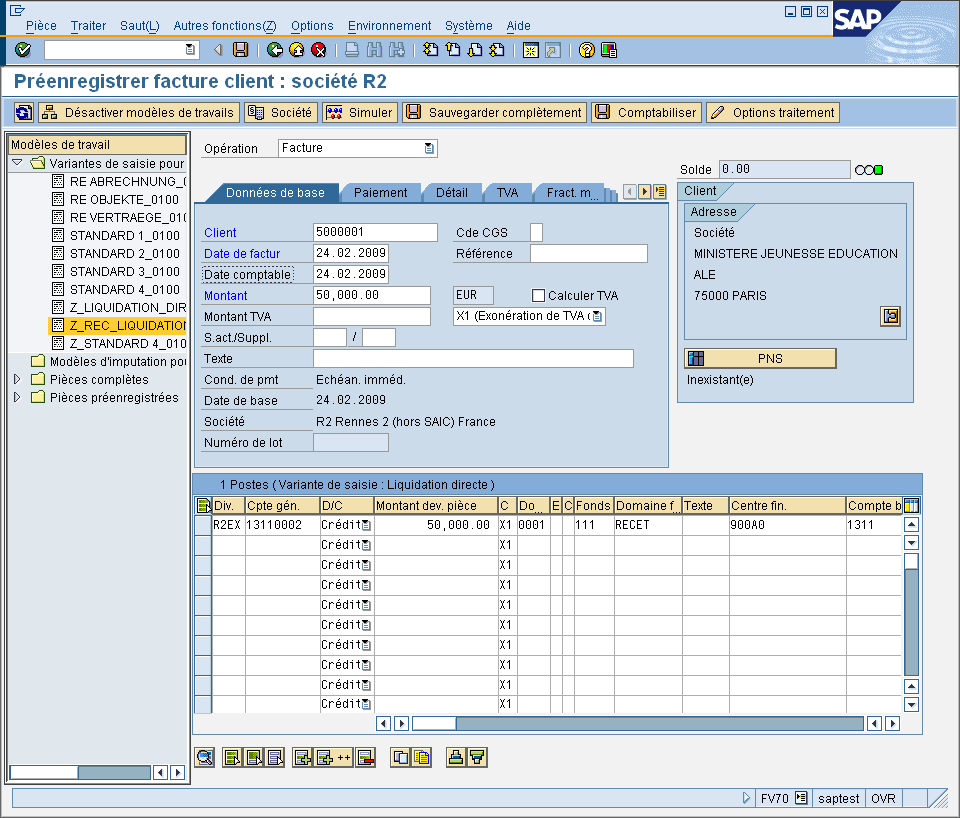 Pièce Traiter Saut(L) Autres fonctions(Z) Options Environnement Système Aide
SAP
Préenregistrer facture client : société R2
Désactiver modèles de travails Société Simuler Sauvegarder complètement Comptabiliser Options traitement
Modèles de travail
Variantes de saisie pour
RE ABRECHNUNG_0
RE OBJEKTE_0100
RE VERTRAEGE_010
STANDARD 1_0100
STANDARD 2_0100
STANDARD 3_0100
STANDARD 4_0100
Z_LIQUIDATION_DIR
Z_REC_LIQUIDATION
Z_STANDARD 4_010
Modèles d'imputation pou
Pièces complètes
Pièces préenregistrées
Opération Facture
Solde 0.00
Données de base Paiement Détail TVA Fract. m...
Client 5000001 Cde CGS
Date de factur 24.02.2009 Référence
Date comptable 24.02.2009
Montant 50,000.00 EUR Calculer TVA
Montant TVA X1 (Exonération de TVA (
S.act./Suppl. /
Texte
Cond. de pmt Echéan. imméd.
Date de base 24.02.2009
Société R2 Rennes 2 (hors SAIC) France
Numéro de lot
Client
Adresse
Société
MINISTERE JEUNESSE EDUCATION
ALE
75000 PARIS
PNS
Inexistant(e)
1 Postes ( Variante de saisie : Liquidation directe )
Div. Cpte gén. D/C Montant dev. pièce C Do... E C Fonds Domaine f... Texte Centre fin. Compte b
R2EX 13110002 Crédit 50,000.00 X1 0001 111 RECET 900A0 1311
Crédit X1
Crédit X1
Crédit X1
Crédit X1
Crédit X1
Crédit X1
Crédit X1
Crédit X1
Crédit X1
FV70 saptest OVR